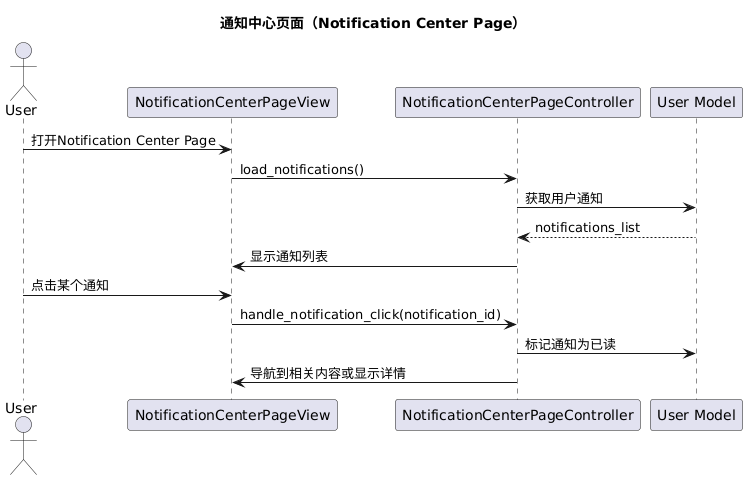 通知中心页面（Notification Center Page）
User
NotificationCenterPageView
NotificationCenterPageController
User Model
打开Notification Center Page
load_notifications()
获取用户通知
notifications_list
显示通知列表
点击某个通知
handle_notification_click(notification_id)
标记通知为已读
导航到相关内容或显示详情
User
NotificationCenterPageView
NotificationCenterPageController
User Model